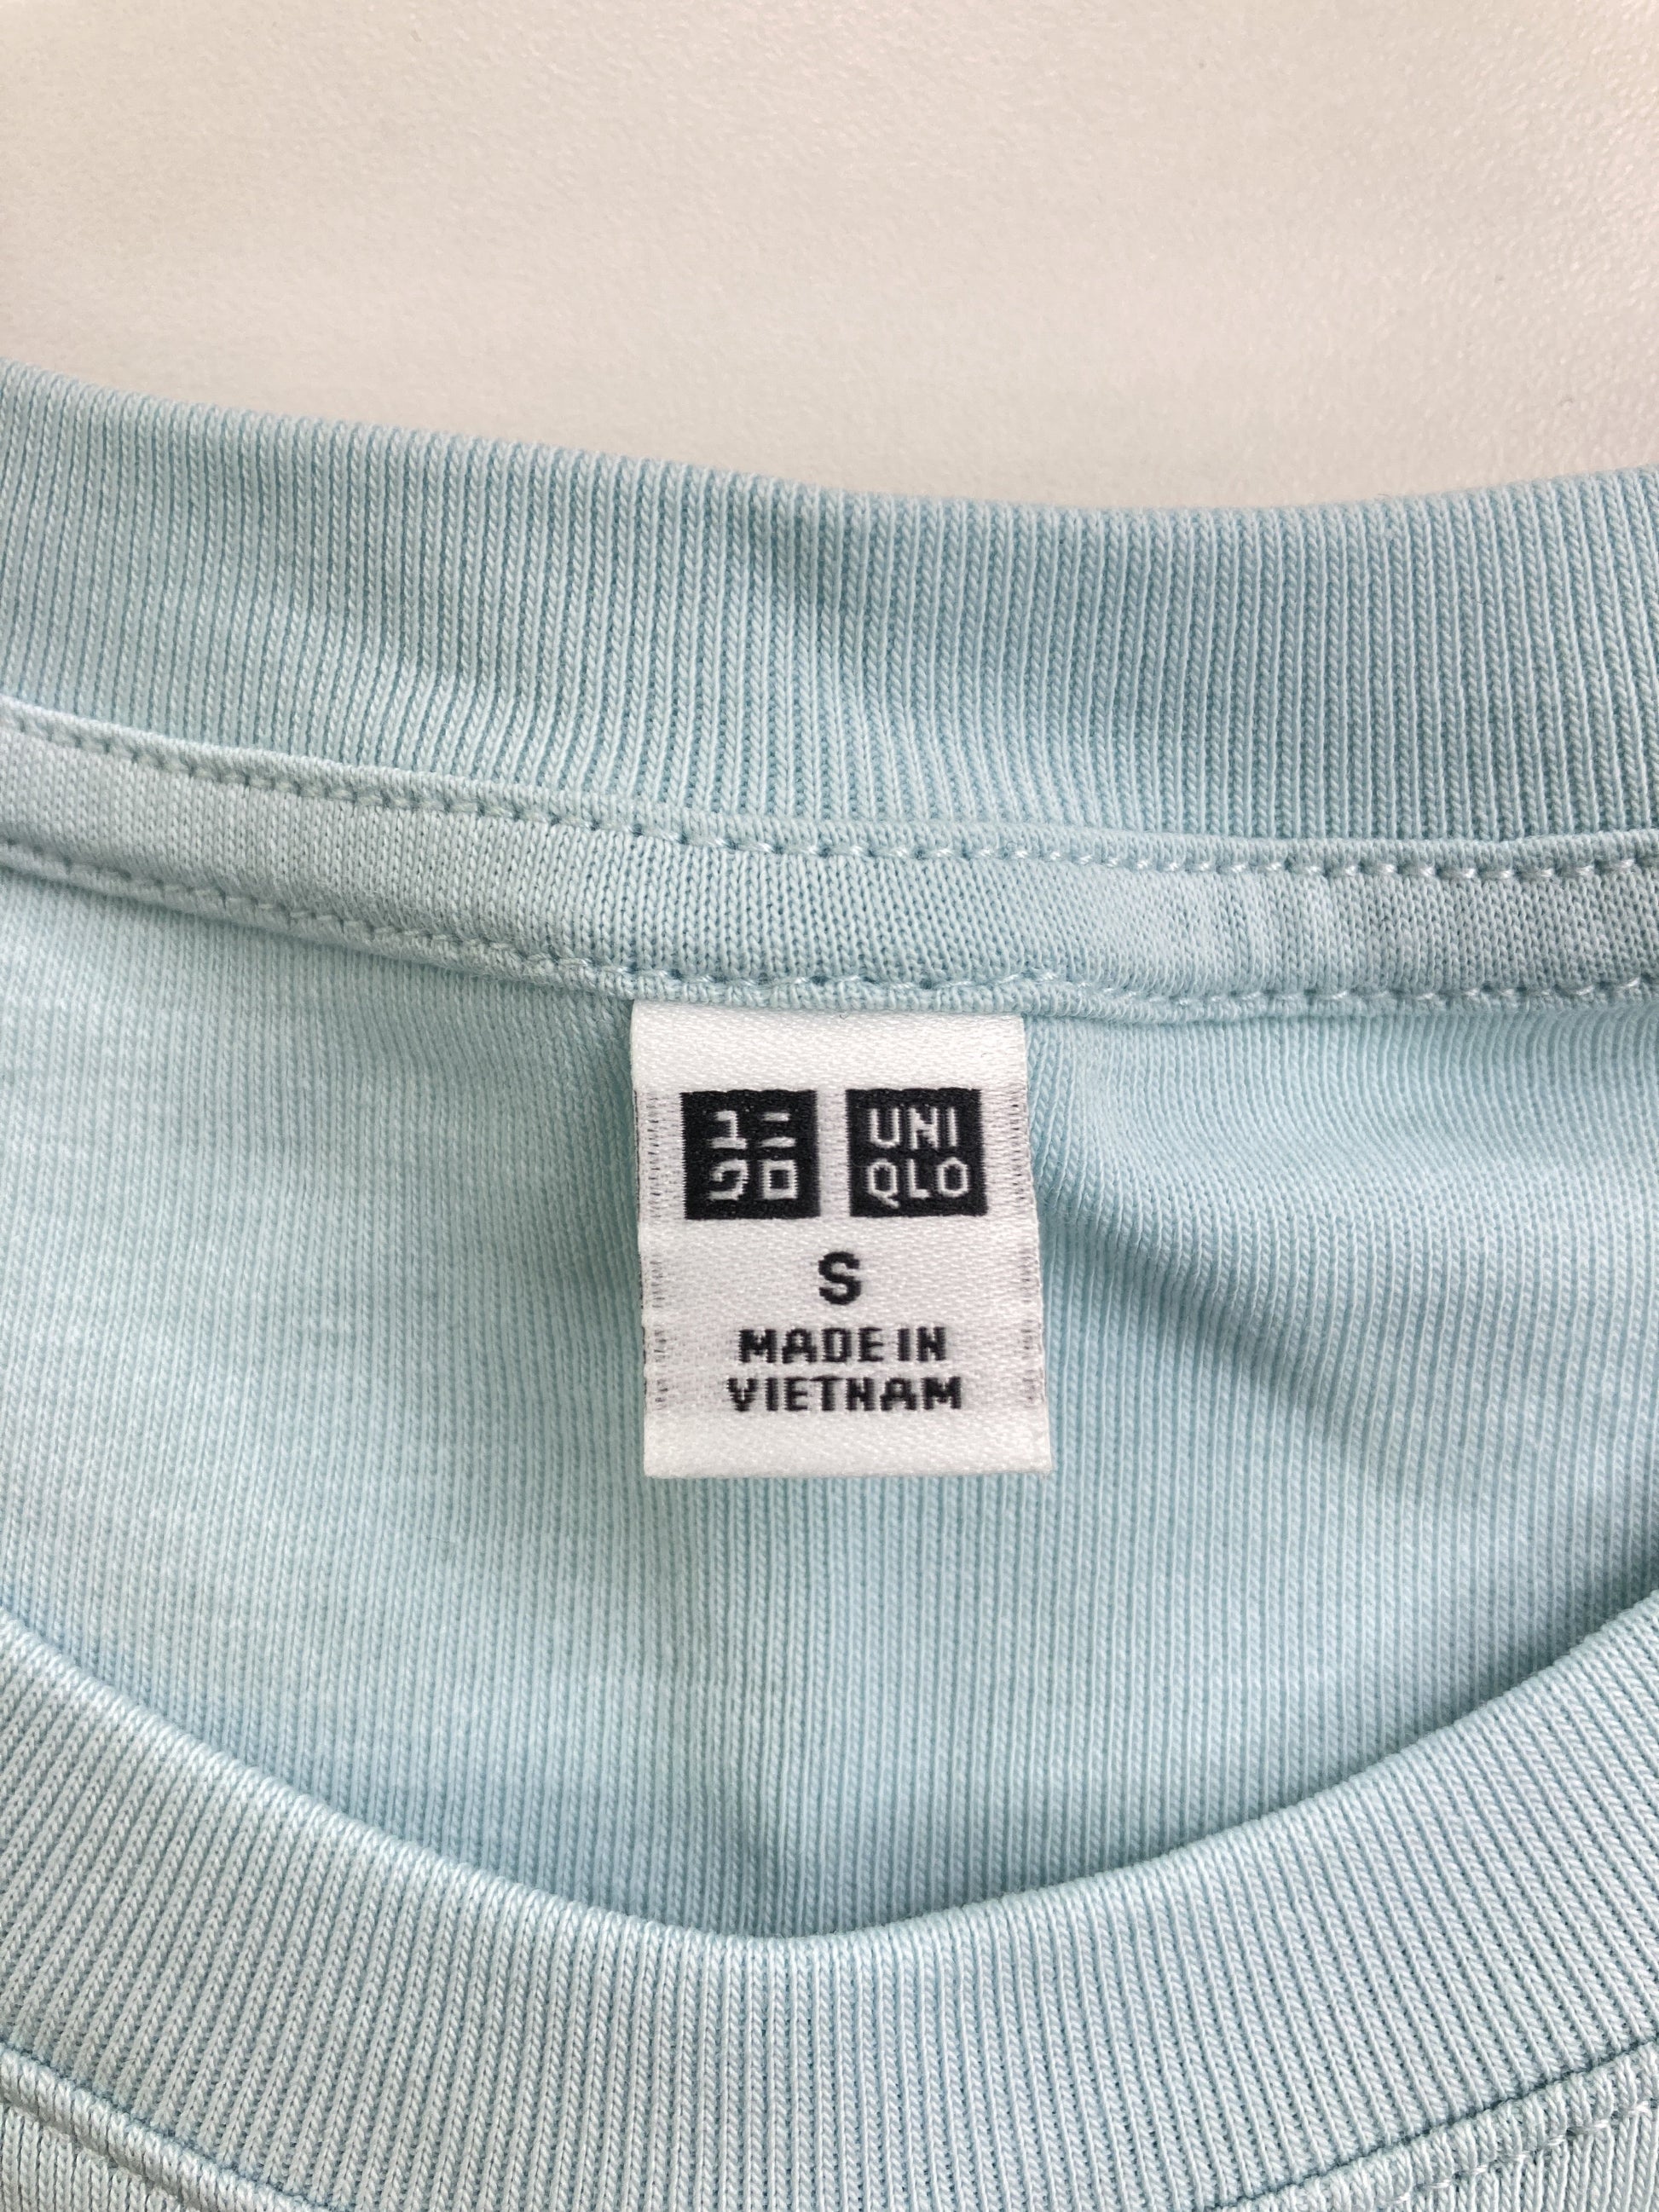 ユニ
クロ
UNI
QLO
S
MADE IN
VIETNAM